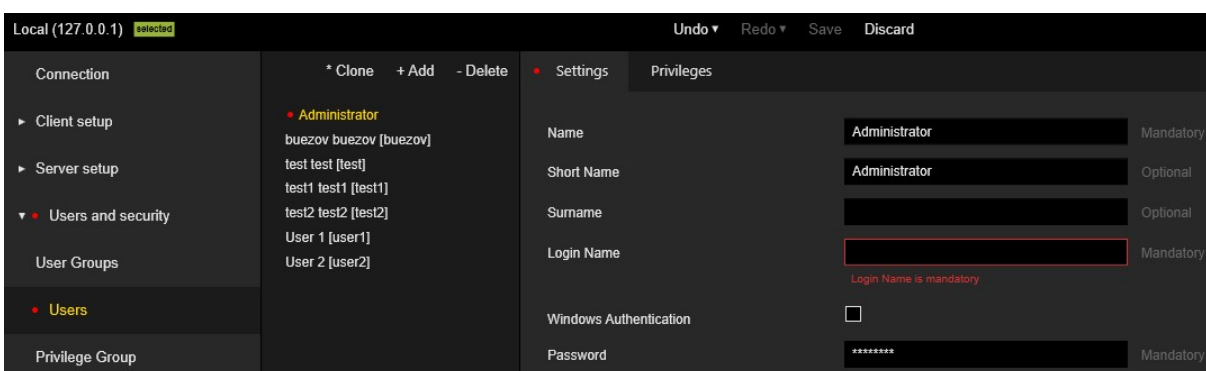 Local (127.0.0.1) selected Undo ▾ Redo ▾ Save Discard
Connection
Client setup
Server setup
Users and security
User Groups
Users
Privilege Group
* Clone + Add - Delete
Administrator
buezov buezov [buezov]
test test [test]
test1 test1 [test1]
test2 test2 [test2]
User 1 [user1]
User 2 [user2]
Settings Privileges
Name Administrator Mandatory
Short Name Administrator Optional
Surname Optional
Login Name Mandatory
Login Name is mandatory
Windows Authentication
Password ******** Mandatory